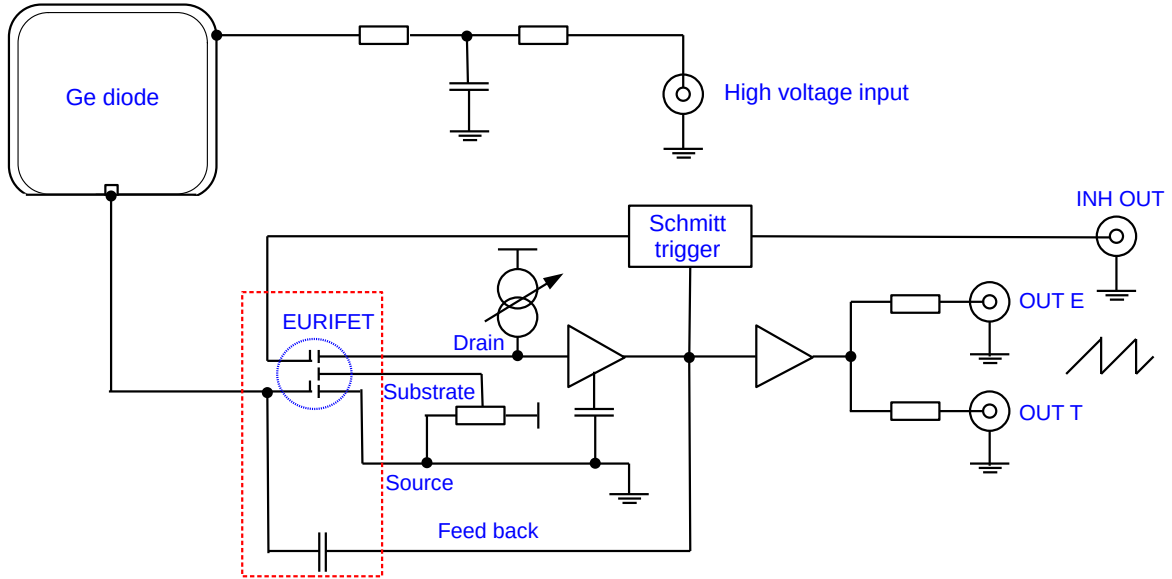 Ge diode
High voltage input
INH OUT
Schmitt
trigger
EURIFET
Drain
OUT E
Substrate
OUT T
Source
Feed back